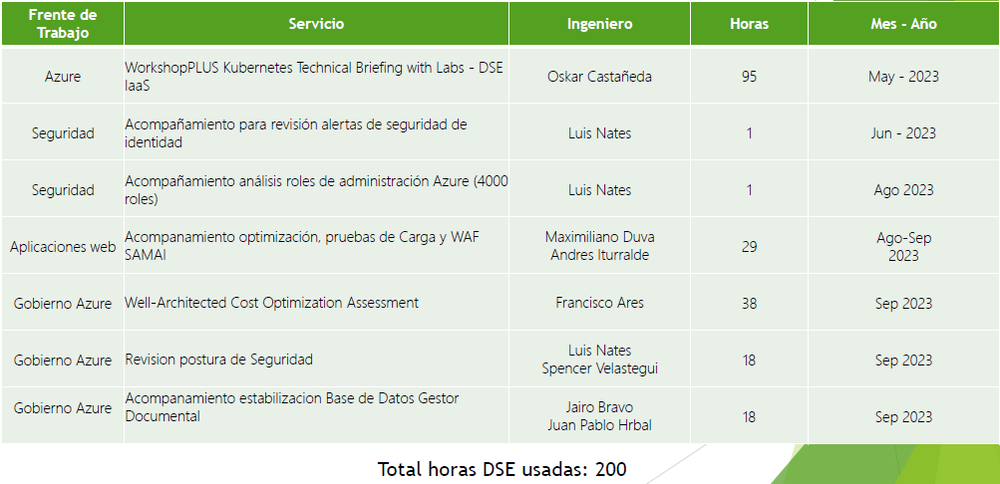 Frente de
Trabajo
Servicio
Ingeniero
Horas
Mes - Año
Azure
WorkshopPLUS Kubernetes Technical Briefing with Labs - DSE
IaaS
Oskar Castañeda
95
May - 2023
Seguridad
Acompañamiento para revisión alertas de seguridad de
identidad
Luis Nates
1
Jun - 2023
Seguridad
Acompañamiento análisis roles de administración Azure (4000
roles)
Luis Nates
1
Ago 2023
Aplicaciones web
Acompanamiento optimización, pruebas de Carga y WAF
SAMAI
Maximiliano Duva
Andres Iturralde
29
Ago-Sep
2023
Gobierno Azure
Well-Architected Cost Optimization Assessment
Francisco Ares
38
Sep 2023
Gobierno Azure
Revision postura de Seguridad
Luis Nates
Spencer Velastegui
18
Sep 2023
Gobierno Azure
Acompanamiento estabilizacion Base de Datos Gestor
Documental
Jairo Bravo
Juan Pablo Hrbal
18
Sep 2023
Total horas DSE usadas: 200